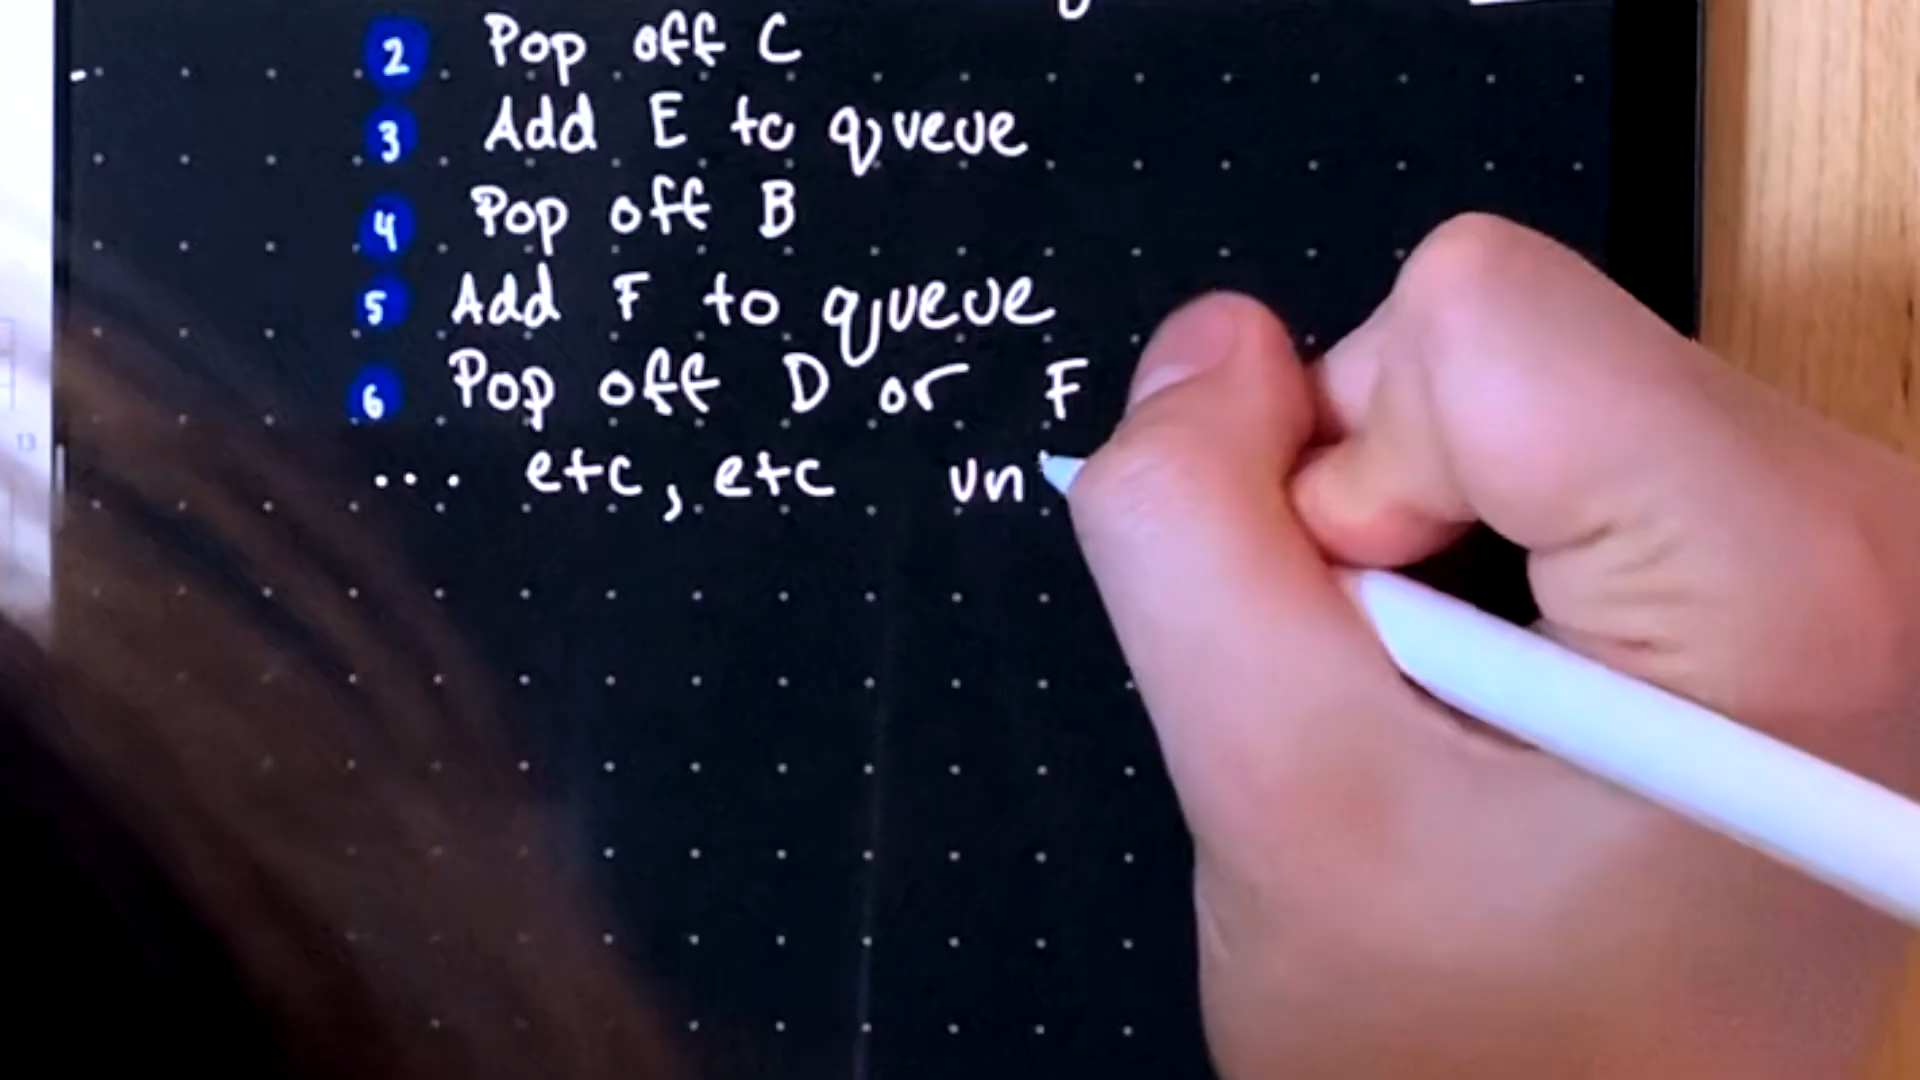 2 Pop off C
3 Add E to queue
4 Pop off B
5 Add F to queue
6 Pop off D or F
... etc, etc un
13